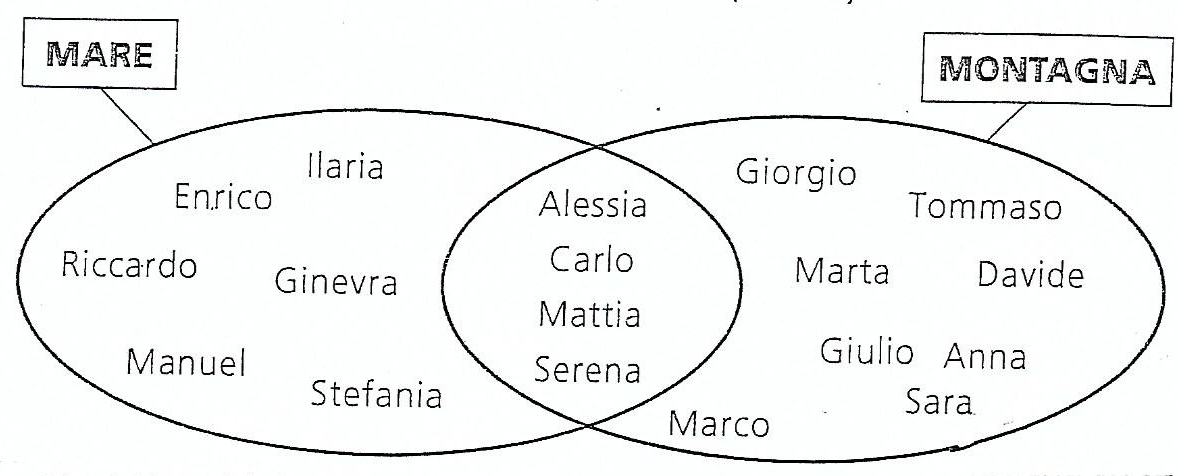 MARE
MONTAGNA
Ilaria
Enrico
Riccardo
Ginevra
Manuel
Stefania
Alessia
Carlo
Mattia
Serena
Giorgio
Tommaso
Marta
Davide
Giulio
Anna
Sara
Marco